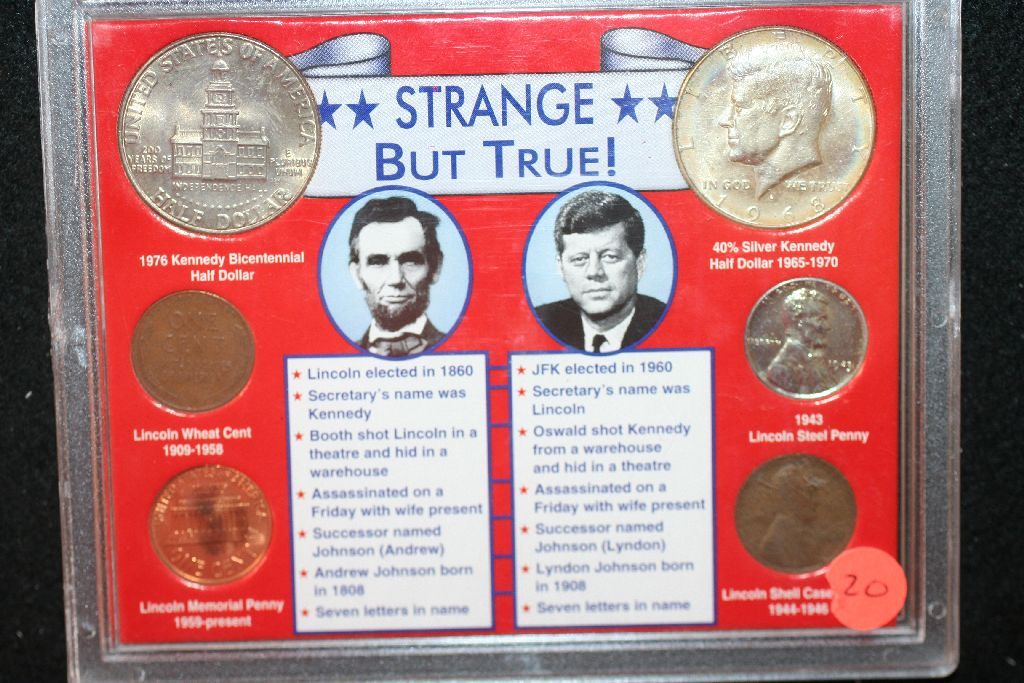 UNITED STATES OF AMERICA
200
YEARS OF
FREEDOM
E
PLURIBUS
UNUM
INDEPENDENCE HALL
HALF DOLLAR
★★ STRANGE ★★
BUT TRUE!
LIBERTY
IN GOD WE TRUST
1968
1976 Kennedy Bicentennial
Half Dollar
40% Silver Kennedy
Half Dollar 1965-1970
ONE
CENT
Lincoln Wheat Cent
1909-1958
1943
1943
Lincoln Steel Penny
Lincoln Memorial Penny
1959-present
Lincoln Shell Case
1944-1946
20
★ Lincoln elected in 1860
★ Secretary's name was
Kennedy
★ Booth shot Lincoln in a
theatre and hid in a
warehouse
★ Assassinated on a
Friday with wife present
★ Successor named
Johnson (Andrew)
★ Andrew Johnson born
in 1808
★ Seven letters in name
★ JFK elected in 1960
★ Secretary's name was
Lincoln
★ Oswald shot Kennedy
from a warehouse
and hid in a theatre
★ Assassinated on a
Friday with wife present
★ Successor named
Johnson (Lyndon)
★ Lyndon Johnson born
in 1908
★ Seven letters in name